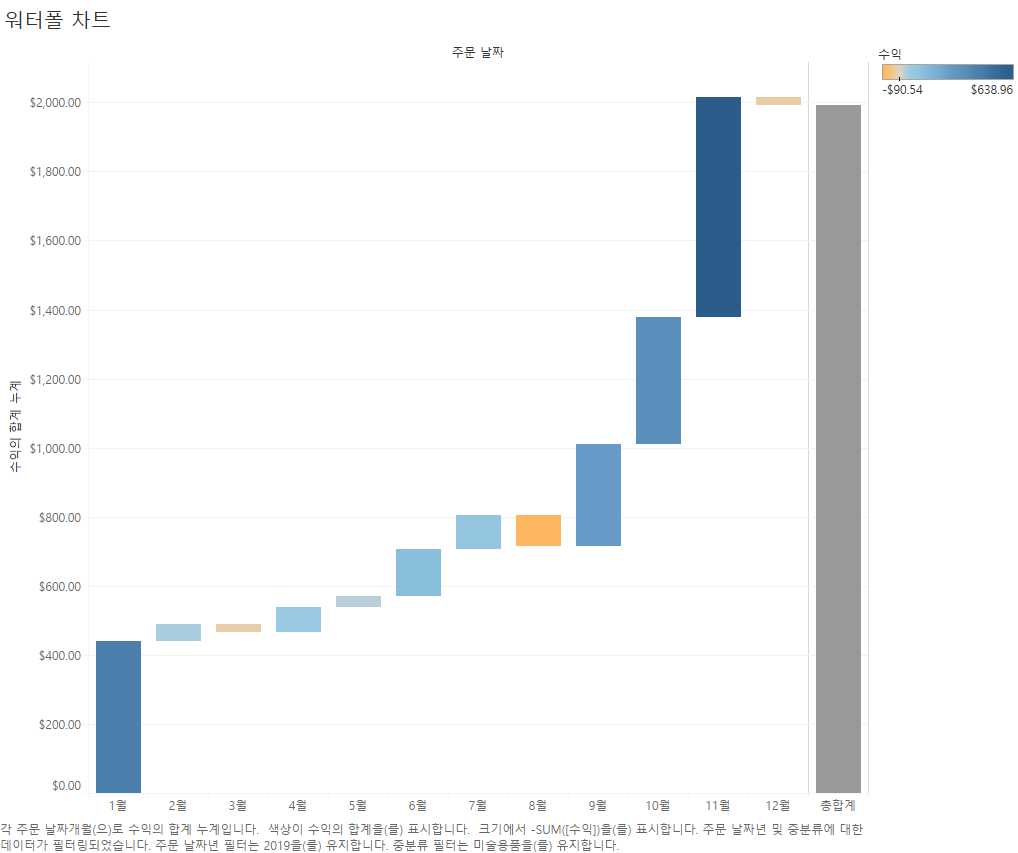 워터폴 차트
주문 날짜
수익
-$90.54 $638.96
수익의 합계 누계
$2,000.00
$1,800.00
$1,600.00
$1,400.00
$1,200.00
$1,000.00
$800.00
$600.00
$400.00
$200.00
$0.00
1월 2월 3월 4월 5월 6월 7월 8월 9월 10월 11월 12월 총합계
각 주문 날짜개월(으)로 수익의 합계 누계입니다. 색상이 수익의 합계을(를) 표시합니다. 크기에서 -SUM([수익])을(를) 표시합니다. 주문 날짜년 및 중분류에 대한
데이터가 필터링되었습니다. 주문 날짜년 필터는 2019을(를) 유지합니다. 중분류 필터는 미술용품을(를) 유지합니다.